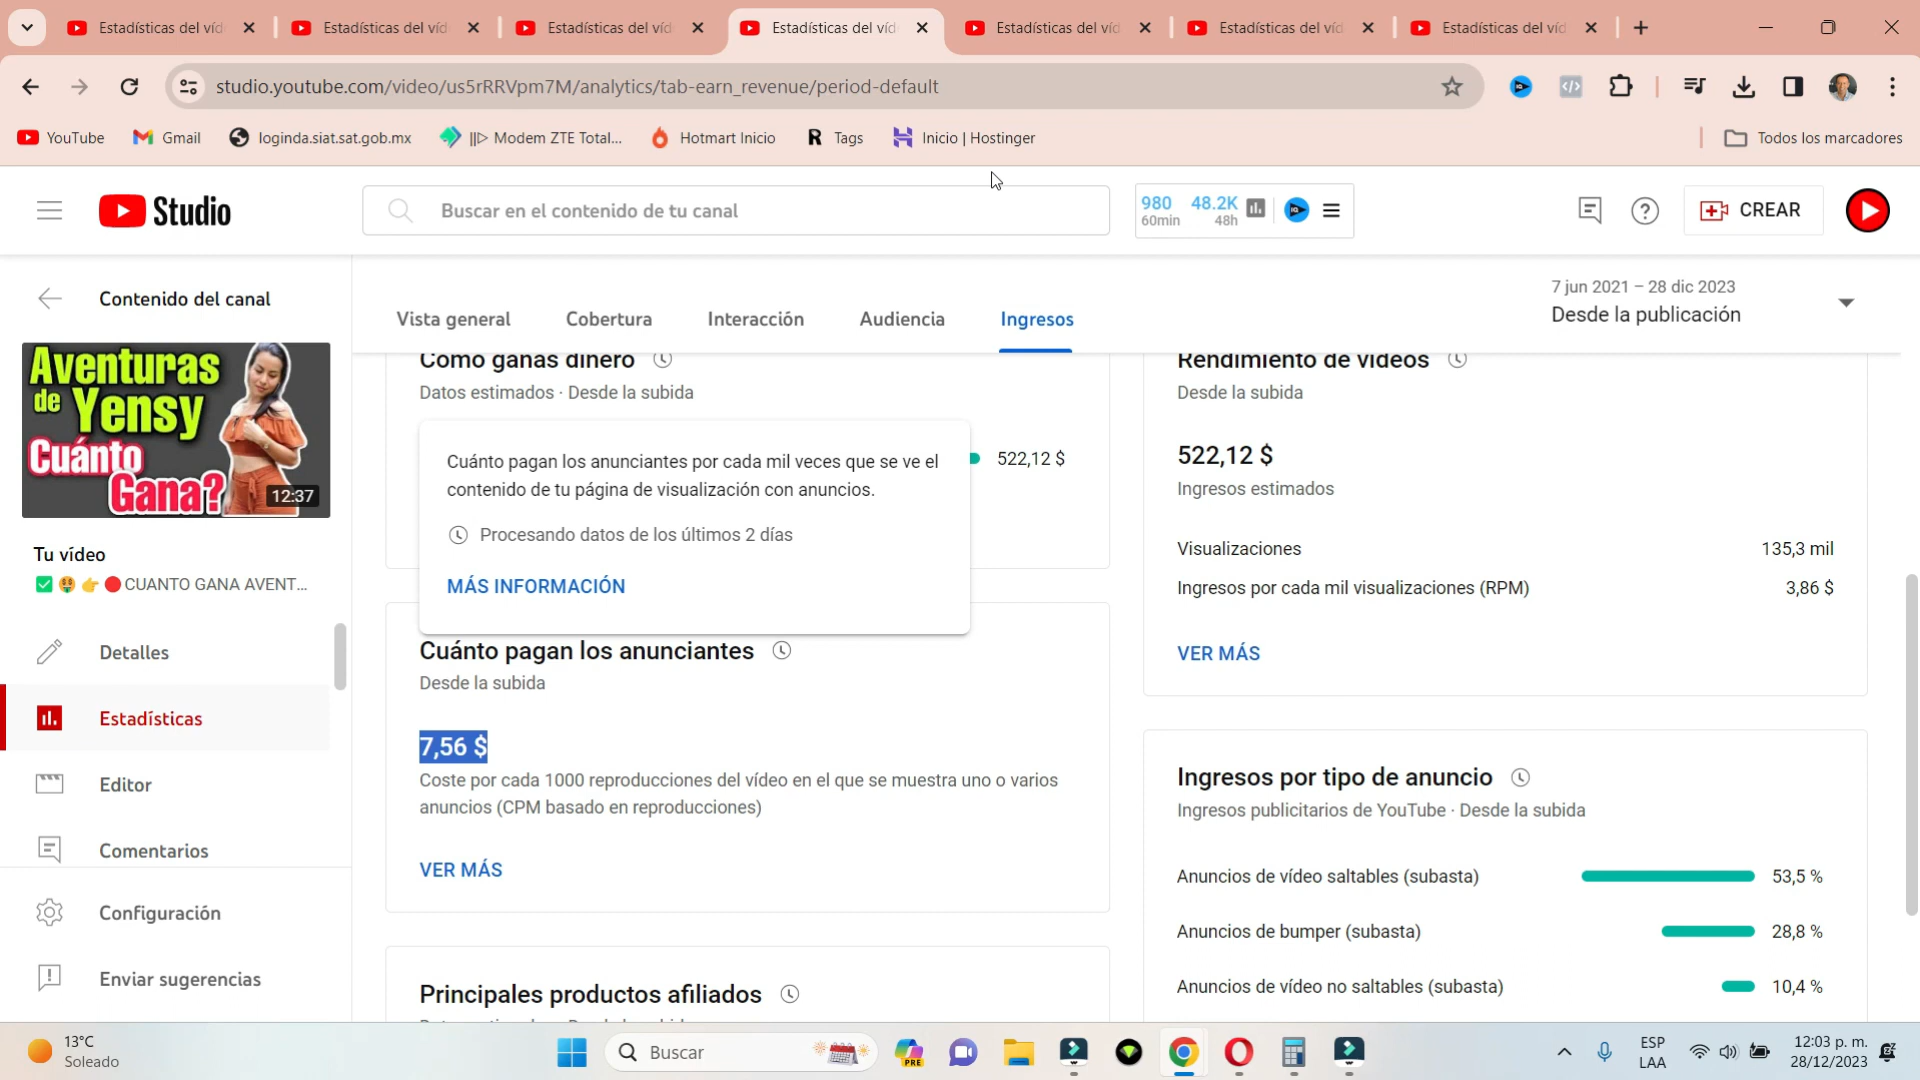 Estadísticas del víd
Estadísticas del víd
Estadísticas del víd
Estadísticas del víd
Estadísticas del víd
Estadísticas del víd
Estadísticas del víd
studio.youtube.com/video/us5rRRVpm7M/analytics/tab-earn_revenue/period-default
YouTube
Gmail
loginda.siat.sat.gob.mx
||▷ Modem ZTE Total...
Hotmart Inicio
R Tags
Inicio | Hostinger
Todos los marcadores
Studio
Buscar en el contenido de tu canal
980
60min
48.2K
48h
CREAR
Contenido del canal
Aventuras
de Yensy
Cuánto
Gana?
12:37
Tu vídeo
CUANTO GANA AVENT...
Detalles
Estadísticas
Editor
Comentarios
Configuración
Enviar sugerencias
Vista general
Cobertura
Interacción
Audiencia
Ingresos
7 jun 2021 – 28 dic 2023
Desde la publicación
Cómo ganas dinero
Datos estimados · Desde la subida
522,12 $
Cuánto pagan los anunciantes por cada mil veces que se ve el
contenido de tu página de visualización con anuncios.
Procesando datos de los últimos 2 días
MÁS INFORMACIÓN
Cuánto pagan los anunciantes
Desde la subida
7,56 $
Coste por cada 1000 reproducciones del vídeo en el que se muestra uno o varios
anuncios (CPM basado en reproducciones)
VER MÁS
Principales productos afiliados
Rendimiento de vídeos
Desde la subida
522,12 $
Ingresos estimados
Visualizaciones 135,3 mil
Ingresos por cada mil visualizaciones (RPM) 3,86 $
VER MÁS
Ingresos por tipo de anuncio
Ingresos publicitarios de YouTube · Desde la subida
Anuncios de vídeo saltables (subasta) 53,5 %
Anuncios de bumper (subasta) 28,8 %
Anuncios de vídeo no saltables (subasta) 10,4 %
13°C
Soleado
Buscar
PRE
ESP
LAA
12:03 p. m.
28/12/2023